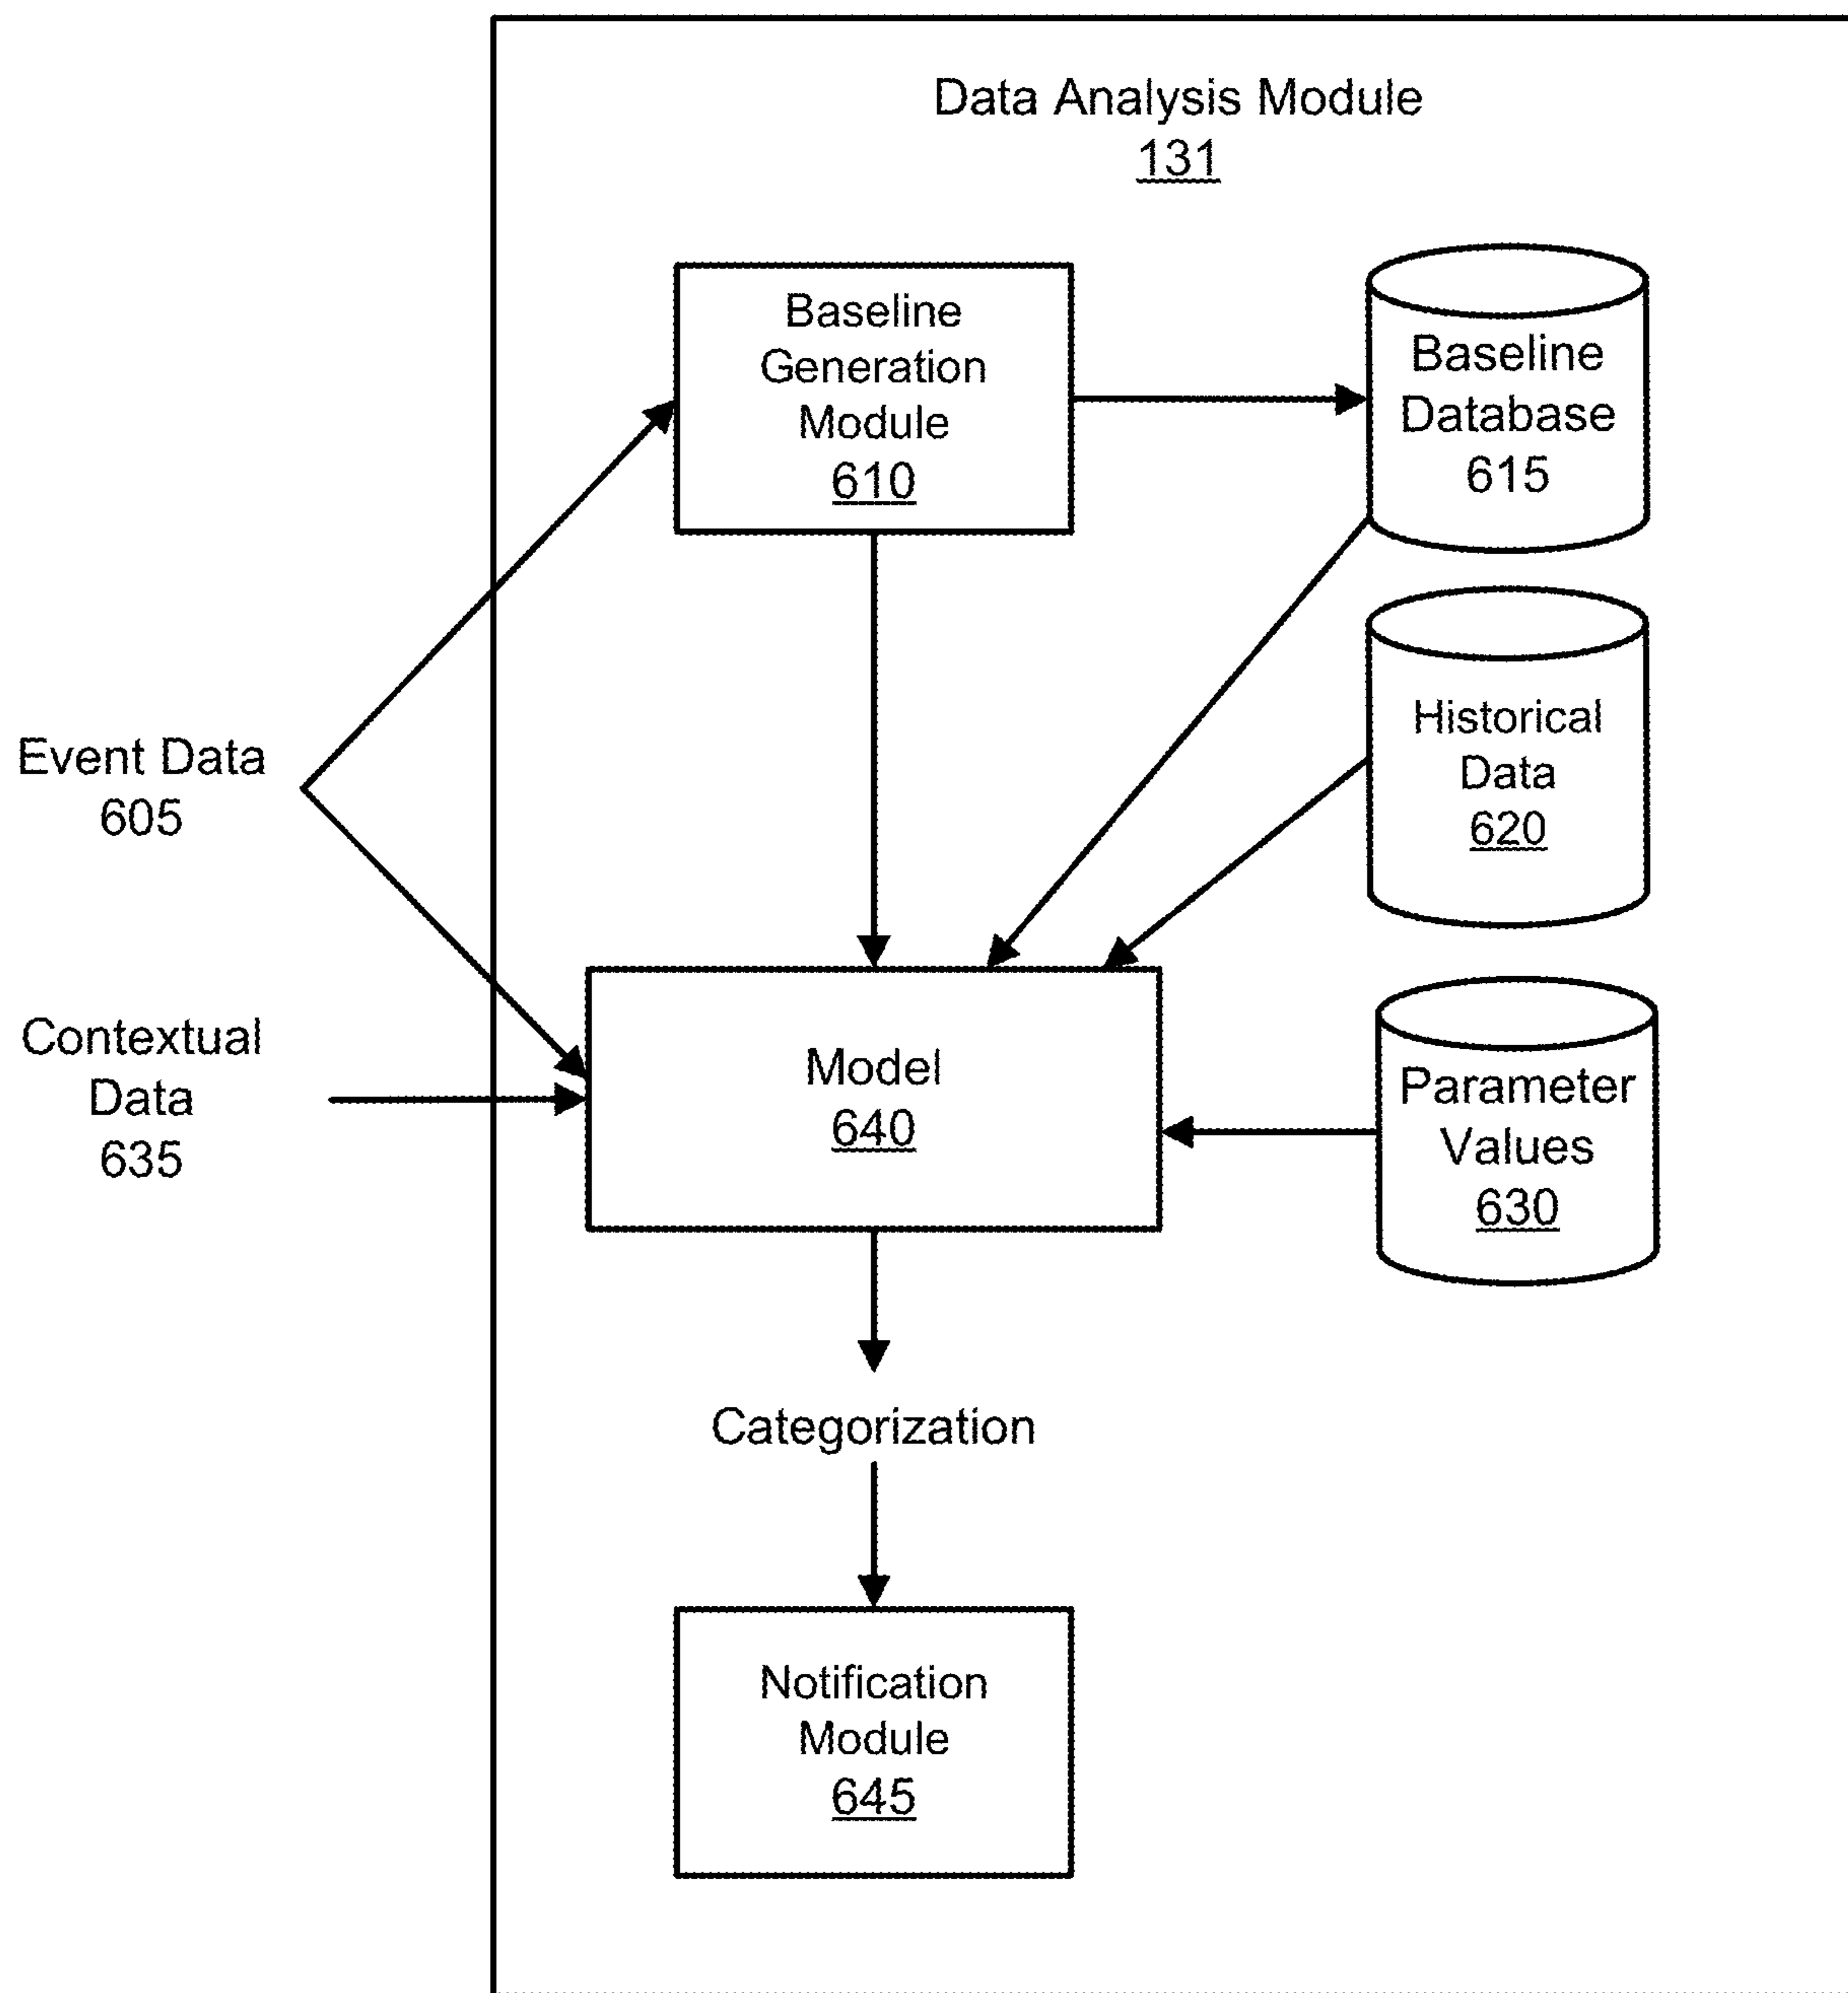 Data Analysis Module
131
Baseline
Generation
Module
610
Baseline
Database
615
Event Data
605
Historical
Data
620
Contextual
Data
635
Model
640
Parameter
Values
630
Categorization
Notification
Module
645